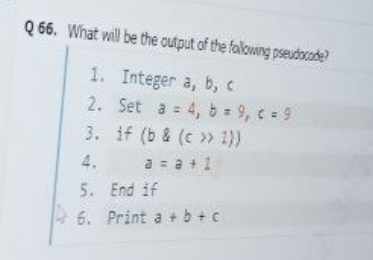 Q 66. What will be the output of the following pseudocode?
1. Integer a, b, c
2. Set a = 4, b = 9, c = 9
3. if (b & (c >> 1))
4. a = a + 1
5. End if
6. Print a + b + c